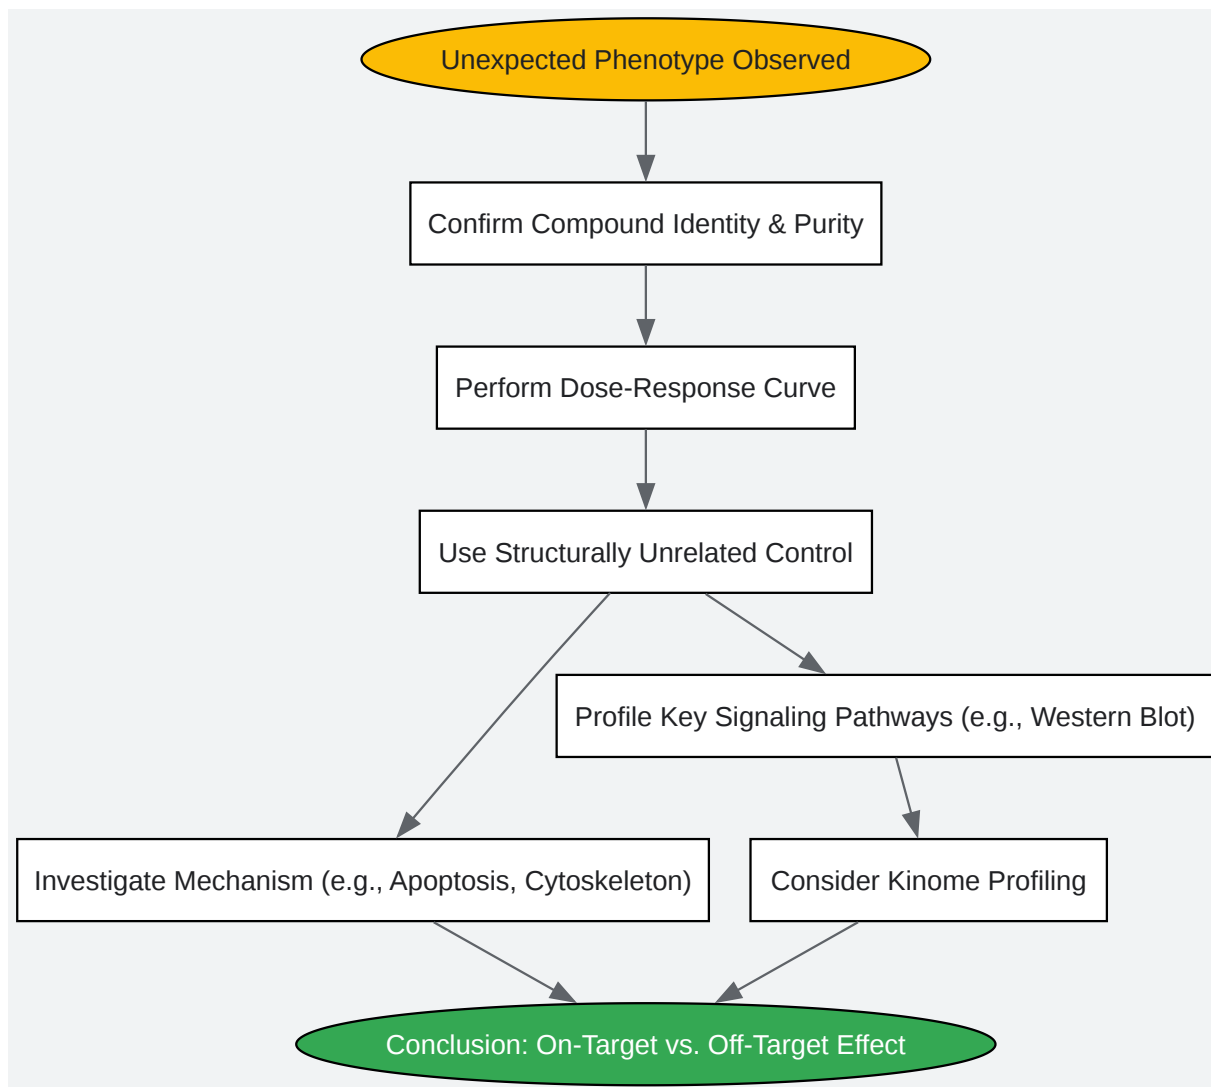 Unexpected Phenotype Observed
Confirm Compound Identity & Purity
Perform Dose-Response Curve
Use Structurally Unrelated Control
Profile Key Signaling Pathways (e.g., Western Blot)
Investigate Mechanism (e.g., Apoptosis, Cytoskeleton)
Consider Kinome Profiling
Conclusion: On-Target vs. Off-Target Effect